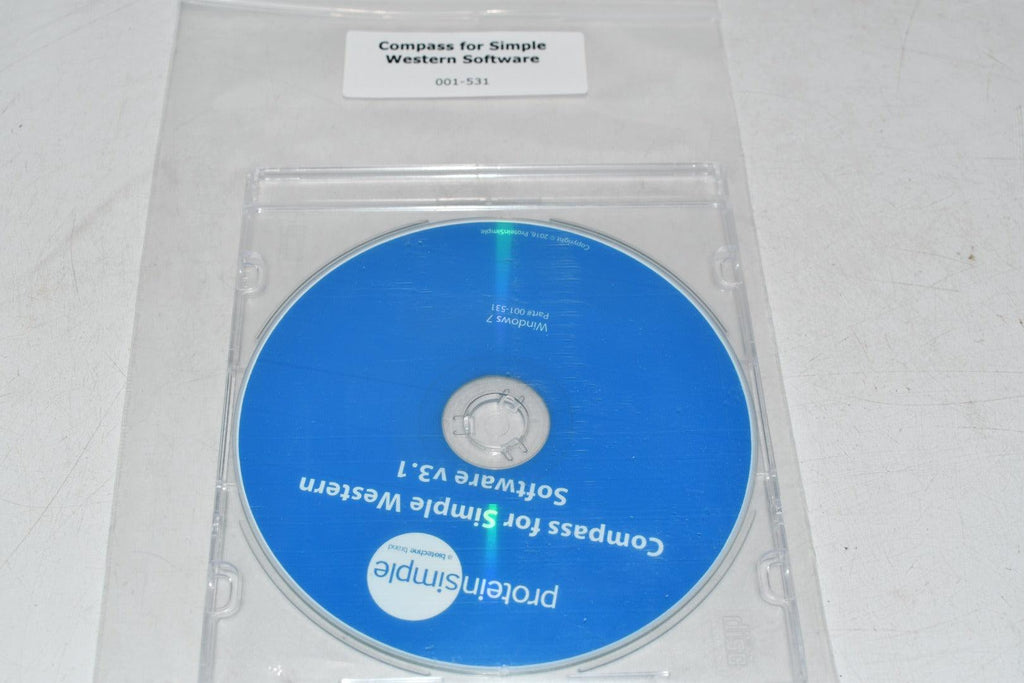 Compass for Simple
Western Software
001-531
proteinsimple
a biotechne brand
Compass for Simple Western
Software v3.1
Windows 7
Part# 001-531
Copyright © 2016, ProteinSimple